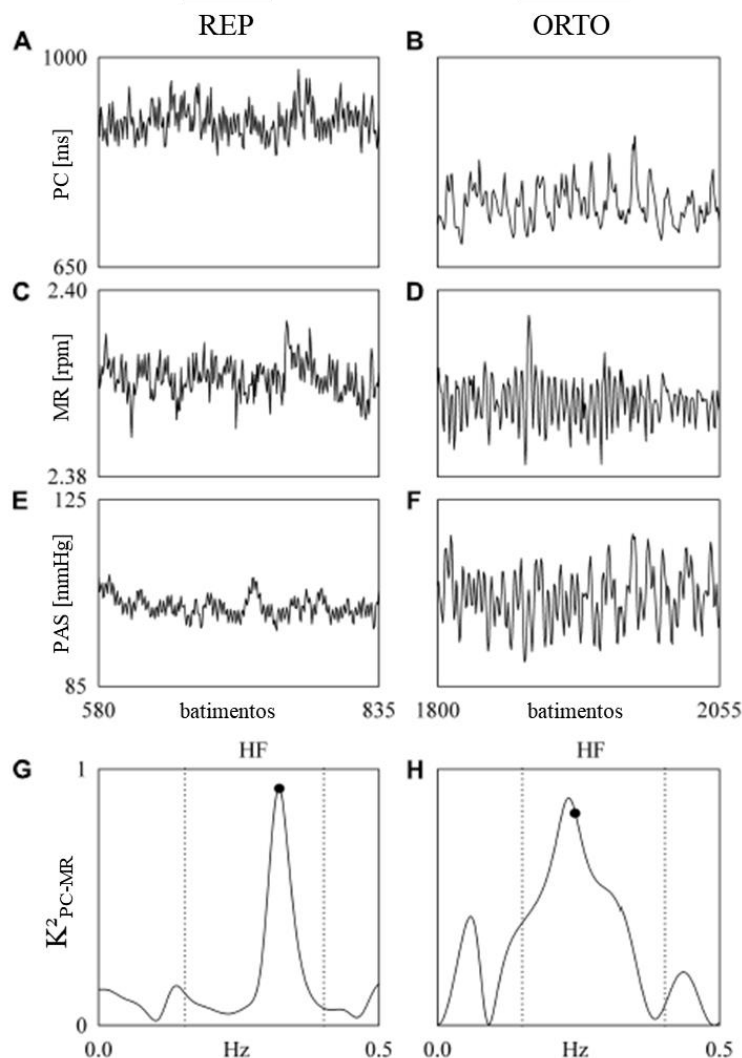 REP ORTO
A B
1000
PC [ms]
650
C D
2.40
MR [rpm]
2.38
E F
125
PAS [mmHg]
85
580 batimentos 835 1800 batimentos 2055
HF HF
G H
1
K²PC-MR
0
0.0 Hz 0.5 0.0 Hz 0.5